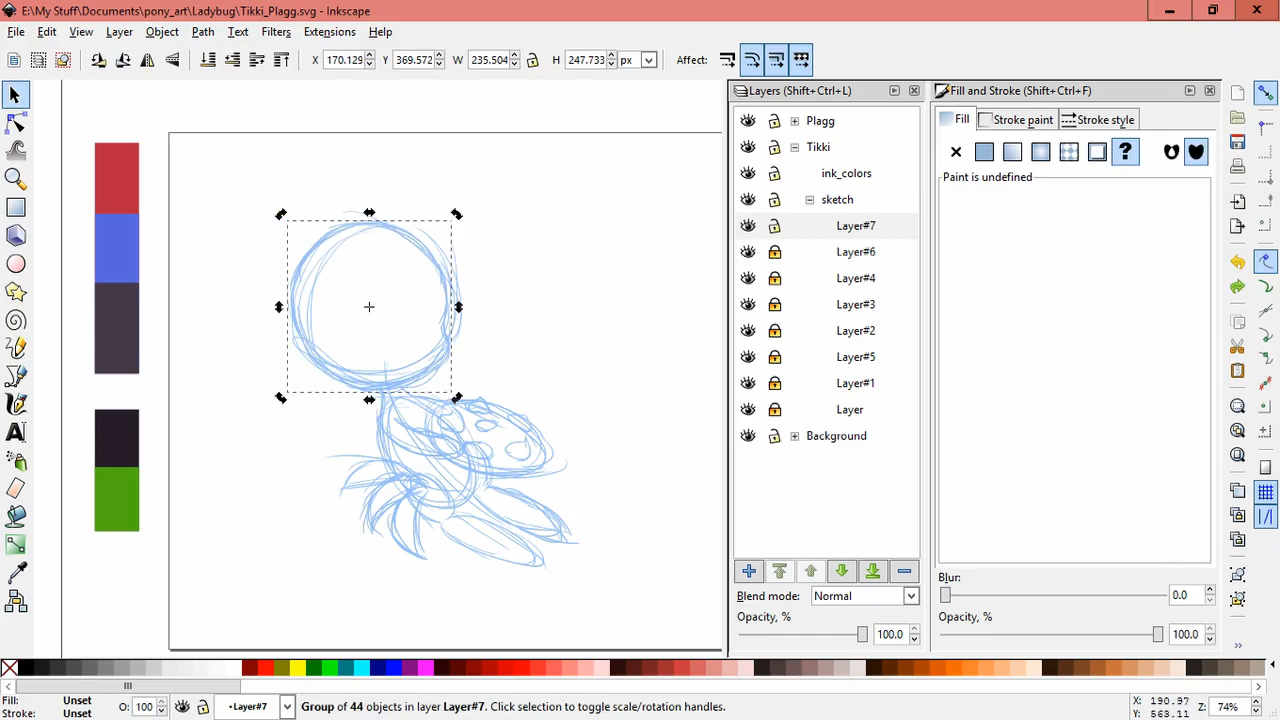 E:\My Stuff\Documents\pony_art\Ladybug\Tikki_Plagg.svg - Inkscape
File Edit View Layer Object Path Text Filters Extensions Help
X 170.129 Y 369.572 W 235.504 H 247.733 px Affect:
Layers (Shift+Ctrl+L)
Fill and Stroke (Shift+Ctrl+F)
Plagg
Tikki
ink_colors
sketch
Layer#7
Layer#6
Layer#4
Layer#3
Layer#2
Layer#5
Layer#1
Layer
Background
Blend mode: Normal
Opacity, %
100.0
Fill Stroke paint Stroke style
?
Paint is undefined
Blur:
0.0
Opacity, %
100.0
Fill: Unset
Stroke: Unset
O: 100
•Layer#7
Group of 44 objects in layer Layer#7. Click selection to toggle scale/rotation handles.
X: 190.97
Y: 563.11
Z: 74%